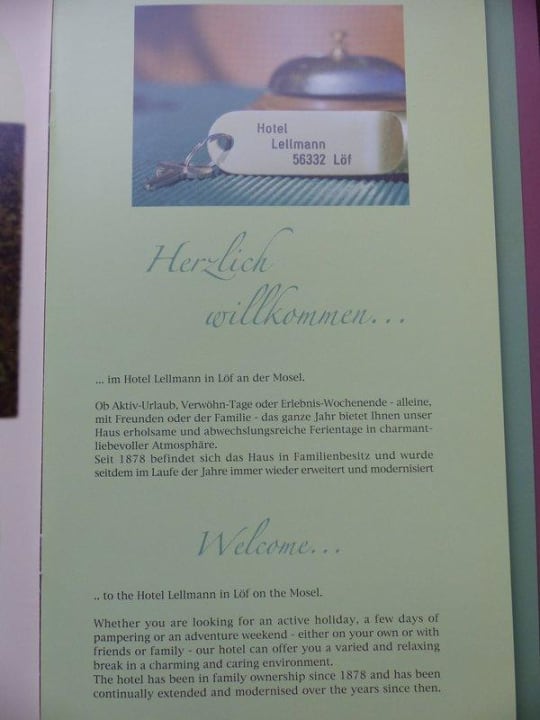 Hotel
Lellmann
56332 Löf
Herzlich
willkommen...
... im Hotel Lellmann in Löf an der Mosel.
Ob Aktiv-Urlaub, Verwöhn-Tage oder Erlebnis-Wochenende - alleine,
mit Freunden oder der Familie - das ganze Jahr bietet Ihnen unser
Haus erholsame und abwechslungsreiche Ferientage in charmant-
liebevoller Atmosphäre.
Seit 1878 befindet sich das Haus in Familienbesitz und wurde
seitdem im Laufe der Jahre immer wieder erweitert und modernisiert
Welcome...
.. to the Hotel Lellmann in Löf on the Mosel.
Whether you are looking for an active holiday, a few days of
pampering or an adventure weekend - either on your own or with
friends or family - our hotel can offer you a varied and relaxing
break in a charming and caring environment.
The hotel has been in family ownership since 1878 and has been
continually extended and modernised over the years since then.